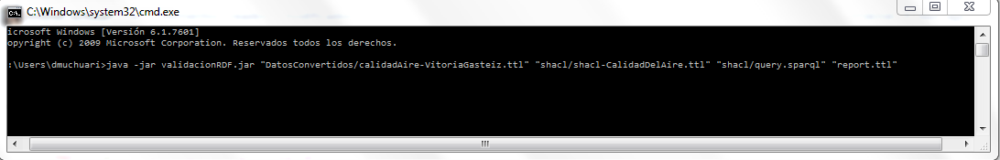 C:\Windows\system32\cmd.exe
icrosoft Windows [Versión 6.1.7601]
opyright (c) 2009 Microsoft Corporation. Reservados todos los derechos.
:\Users\dmuchuari>java -jar validacionRDF.jar "DatosConvertidos/calidadAire-VitoriaGasteiz.ttl" "shacl/shacl-CalidadDelAire.ttl" "shacl/query.sparql" "report.ttl"